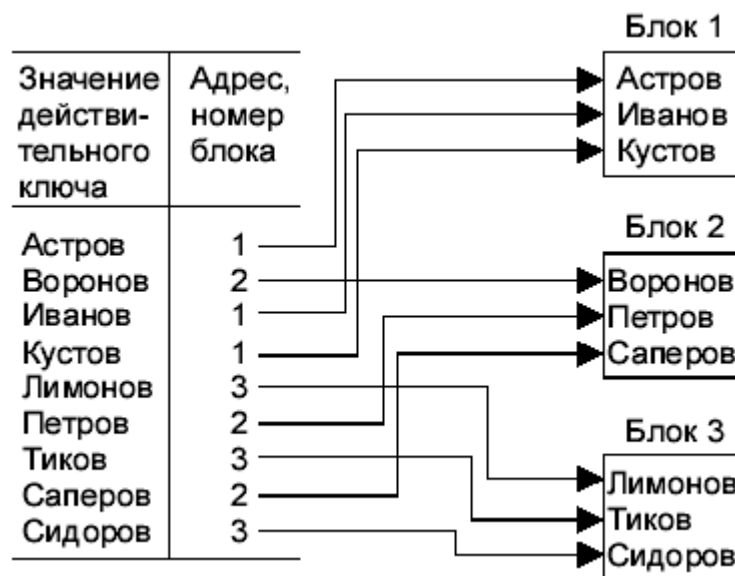 Значение
действи-
тельного
ключа
Адрес,
номер
блока
Астров 1
Воронов 2
Иванов 1
Кустов 1
Лимонов 3
Петров 2
Тиков 3
Саперов 2
Сидоров 3
Блок 1
Астров
Иванов
Кустов
Блок 2
Воронов
Петров
Саперов
Блок 3
Лимонов
Тиков
Сидоров